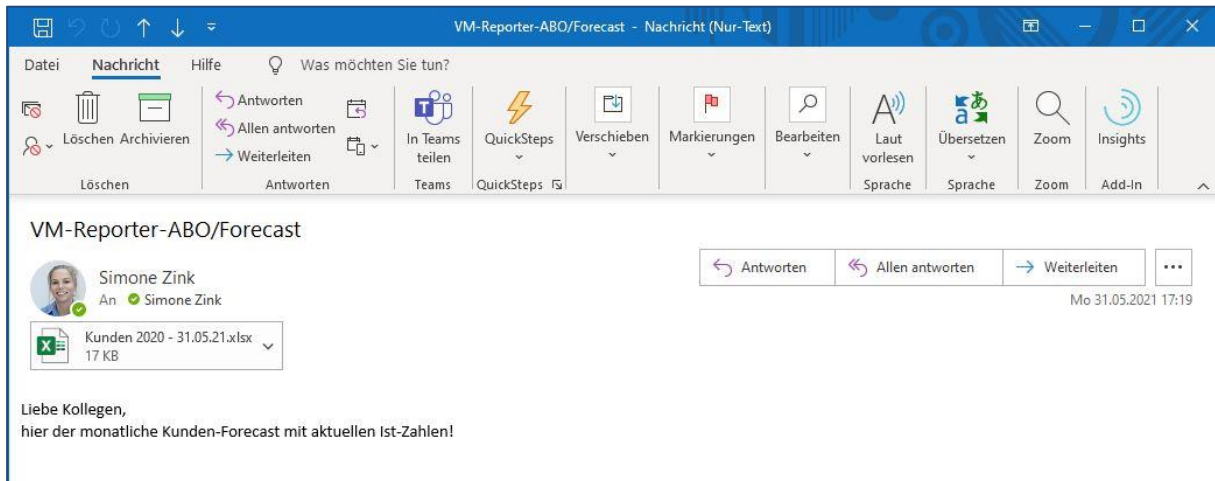 VM-Reporter-ABO/Forecast - Nachricht (Nur-Text)
Datei Nachricht Hilfe Was möchten Sie tun?
Löschen Archivieren
Antworten
Allen antworten
Weiterleiten
In Teams teilen
QuickSteps
Verschieben
Markierungen
Bearbeiten
Laut vorlesen
Übersetzen
Zoom
Insights
Löschen Antworten Teams QuickSteps Sprache Sprache Zoom Add-In
VM-Reporter-ABO/Forecast
Simone Zink
An Simone Zink
Antworten Allen antworten Weiterleiten
Mo 31.05.2021 17:19
Kunden 2020 - 31.05.21.xlsx
17 KB
Liebe Kollegen,
hier der monatliche Kunden-Forecast mit aktuellen Ist-Zahlen!